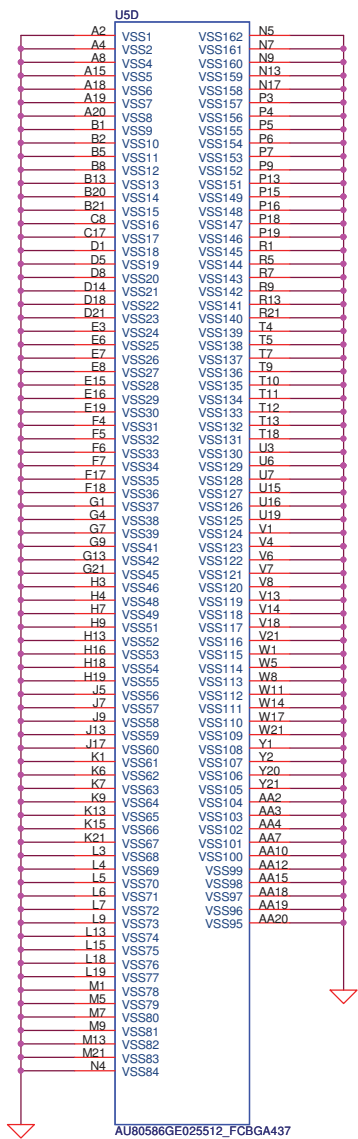 U5D
A2 VSS1 VSS162 N5
A4 VSS2 VSS161 N7
A8 VSS4 VSS160 N9
A15 VSS5 VSS159 N13
A18 VSS6 VSS158 N17
A19 VSS7 VSS157 P3
A20 VSS8 VSS156 P4
B1 VSS9 VSS155 P5
B2 VSS10 VSS154 P6
B5 VSS11 VSS153 P7
B8 VSS12 VSS152 P9
B13 VSS13 VSS151 P13
B20 VSS14 VSS149 P15
B21 VSS15 VSS148 P16
C8 VSS16 VSS147 P18
C17 VSS17 VSS146 P19
D1 VSS18 VSS145 R1
D5 VSS19 VSS144 R5
D8 VSS20 VSS143 R7
D14 VSS21 VSS142 R9
D18 VSS22 VSS141 R13
D21 VSS23 VSS140 R21
E3 VSS24 VSS139 T4
E6 VSS25 VSS138 T5
E7 VSS26 VSS137 T7
E8 VSS27 VSS136 T9
E15 VSS28 VSS135 T10
E16 VSS29 VSS134 T11
E19 VSS30 VSS133 T12
F4 VSS31 VSS132 T13
F5 VSS32 VSS131 T18
F6 VSS33 VSS130 U3
F7 VSS34 VSS129 U6
F17 VSS35 VSS128 U7
F18 VSS36 VSS127 U15
G1 VSS37 VSS126 U16
G4 VSS38 VSS125 U19
G7 VSS39 VSS124 V1
G9 VSS41 VSS123 V4
G13 VSS42 VSS122 V6
G21 VSS45 VSS121 V7
H3 VSS46 VSS120 V8
H4 VSS48 VSS119 V13
H7 VSS49 VSS118 V14
H9 VSS51 VSS117 V18
H13 VSS52 VSS116 V21
H16 VSS53 VSS115 W1
H18 VSS54 VSS114 W5
H19 VSS55 VSS113 W8
J5 VSS56 VSS112 W11
J7 VSS57 VSS111 W14
J9 VSS58 VSS110 W17
J13 VSS59 VSS109 W21
J17 VSS60 VSS108 Y1
K1 VSS61 VSS107 Y2
K6 VSS62 VSS106 Y20
K7 VSS63 VSS105 Y21
K9 VSS64 VSS104 AA2
K13 VSS65 VSS103 AA3
K15 VSS66 VSS102 AA4
K21 VSS67 VSS101 AA7
L3 VSS68 VSS100 AA10
L4 VSS69 VSS99 AA12
L5 VSS70 VSS98 AA15
L6 VSS71 VSS97 AA18
L7 VSS72 VSS96 AA19
L9 VSS73 VSS95 AA20
L13 VSS74
L15 VSS75
L18 VSS76
L19 VSS77
M1 VSS78
M5 VSS79
M7 VSS80
M9 VSS81
M13 VSS82
M21 VSS83
N4 VSS84
AU80586GE025512_FCBGA437